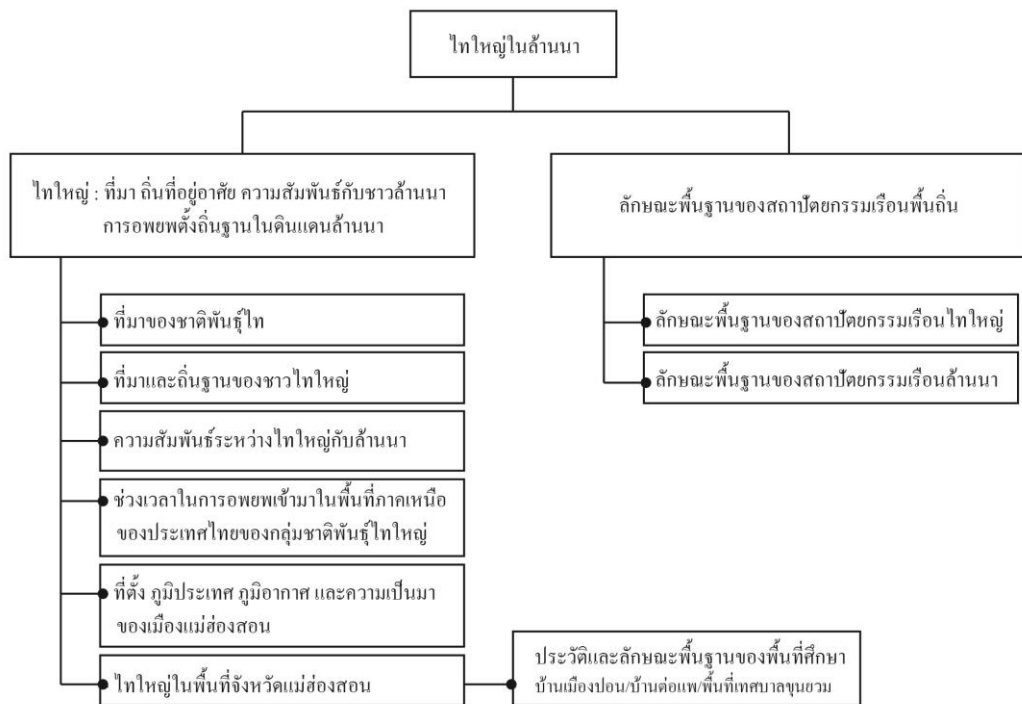 ไทใหญ่ในล้านนา
ไทใหญ่ : ที่มา ถิ่นที่อยู่อาศัย ความสัมพันธ์กับชาวล้านนา
การอพยพตั้งถิ่นฐานในดินแดนล้านนา
ที่มาของชาติพันธุ์ไท
ที่มาและถิ่นฐานของชาวไทใหญ่
ความสัมพันธ์ระหว่างไทใหญ่กับล้านนา
ช่วงเวลาในการอพยพเข้ามาในพื้นที่ภาคเหนือ
ของประเทศไทยของกลุ่มชาติพันธุ์ไทใหญ่
ที่ตั้ง ภูมิประเทศ ภูมิอากาศ และความเป็นมา
ของเมืองแม่ฮ่องสอน
ไทใหญ่ในพื้นที่จังหวัดแม่ฮ่องสอน
ประวัติและลักษณะพื้นฐานของพื้นที่ศึกษา
บ้านเมืองปอน/บ้านต่อแพ/พื้นที่เทศบาลขุนยวม
ลักษณะพื้นฐานของสถาปัตยกรรมเรือนพื้นถิ่น
ลักษณะพื้นฐานของสถาปัตยกรรมเรือนไทใหญ่
ลักษณะพื้นฐานของสถาปัตยกรรมเรือนล้านนา